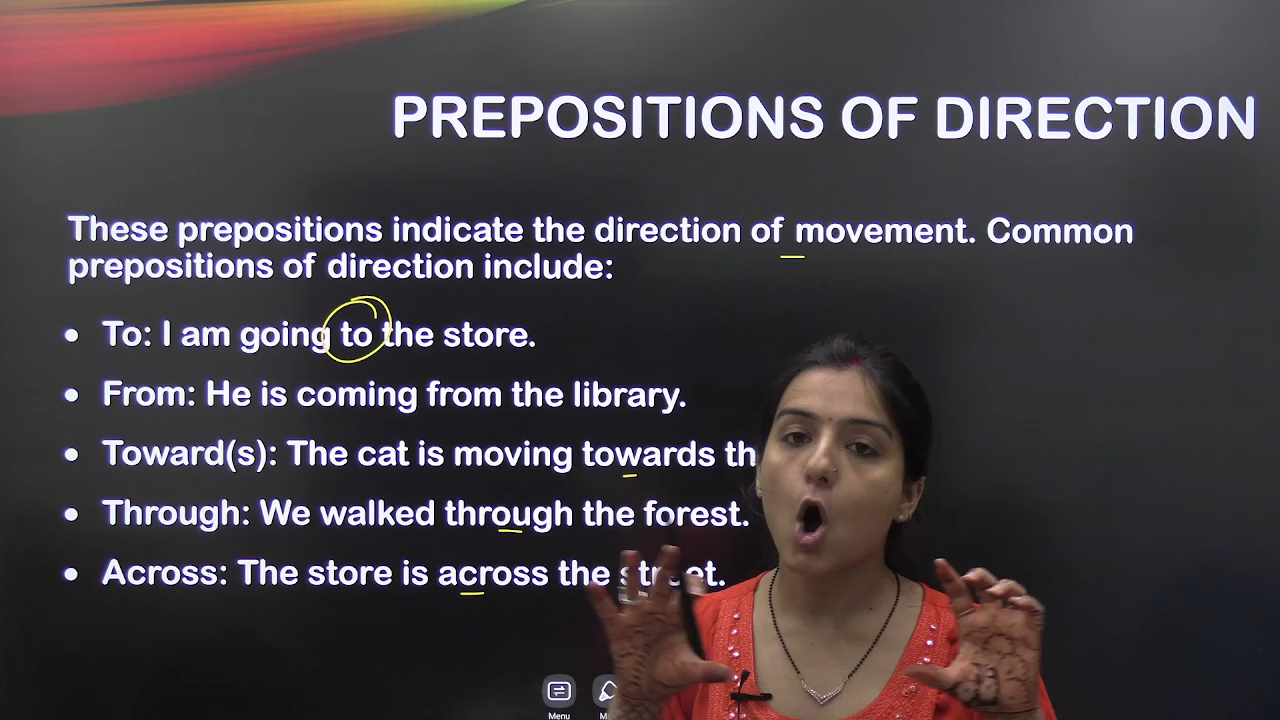 PREPOSITIONS OF DIRECTION
These prepositions indicate the direction of movement. Common
prepositions of direction include:
• To: I am going to the store.
• From: He is coming from the library.
• Toward(s): The cat is moving towards th
• Through: We walked through the forest.
• Across: The store is across the street.
Menu